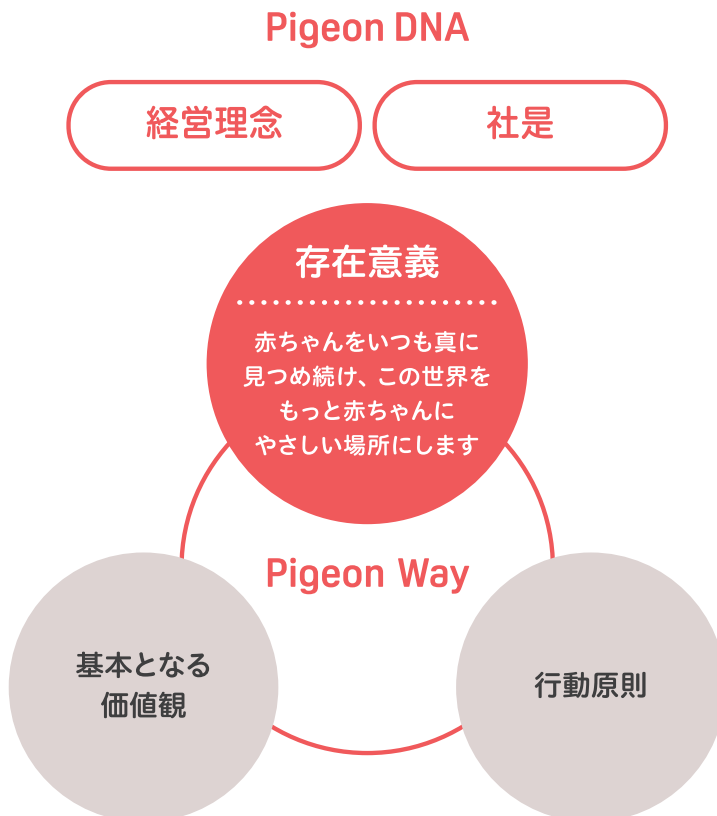 Pigeon DNA
経営理念
社是
存在意義
赤ちゃんをいつも真に
見つめ続け、この世界を
もっと赤ちゃんに
やさしい場所にします
Pigeon Way
基本となる
価値観
行動原則